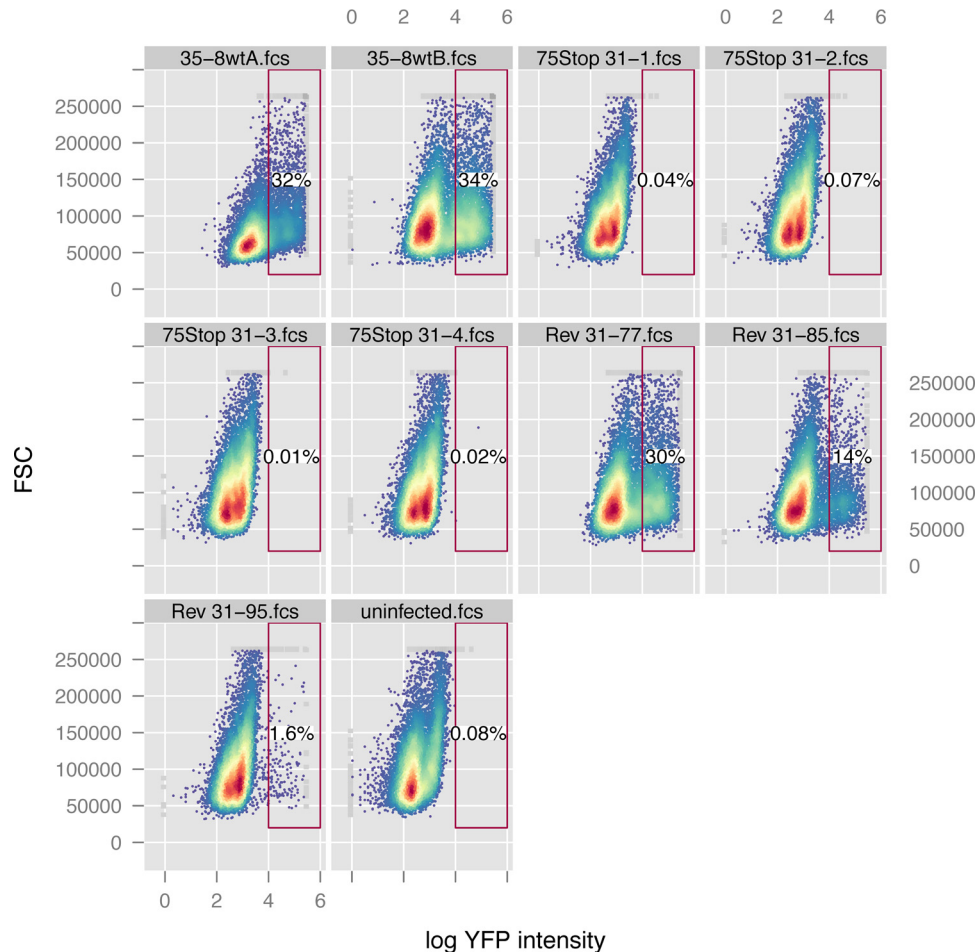 0 2 4 6 0 2 4 6
35−8wtA.fcs 35−8wtB.fcs 75Stop 31−1.fcs 75Stop 31−2.fcs
250000
200000
150000
100000
50000
0
32% 34% 0.04% 0.07%
75Stop 31−3.fcs 75Stop 31−4.fcs Rev 31−77.fcs Rev 31−85.fcs
0.01% 0.02% 30% 14%
250000
200000
150000
100000
50000
0
FSC
Rev 31−95.fcs uninfected.fcs
250000
200000
150000
100000
50000
0
1.6% 0.08%
0 2 4 6
log YFP intensity